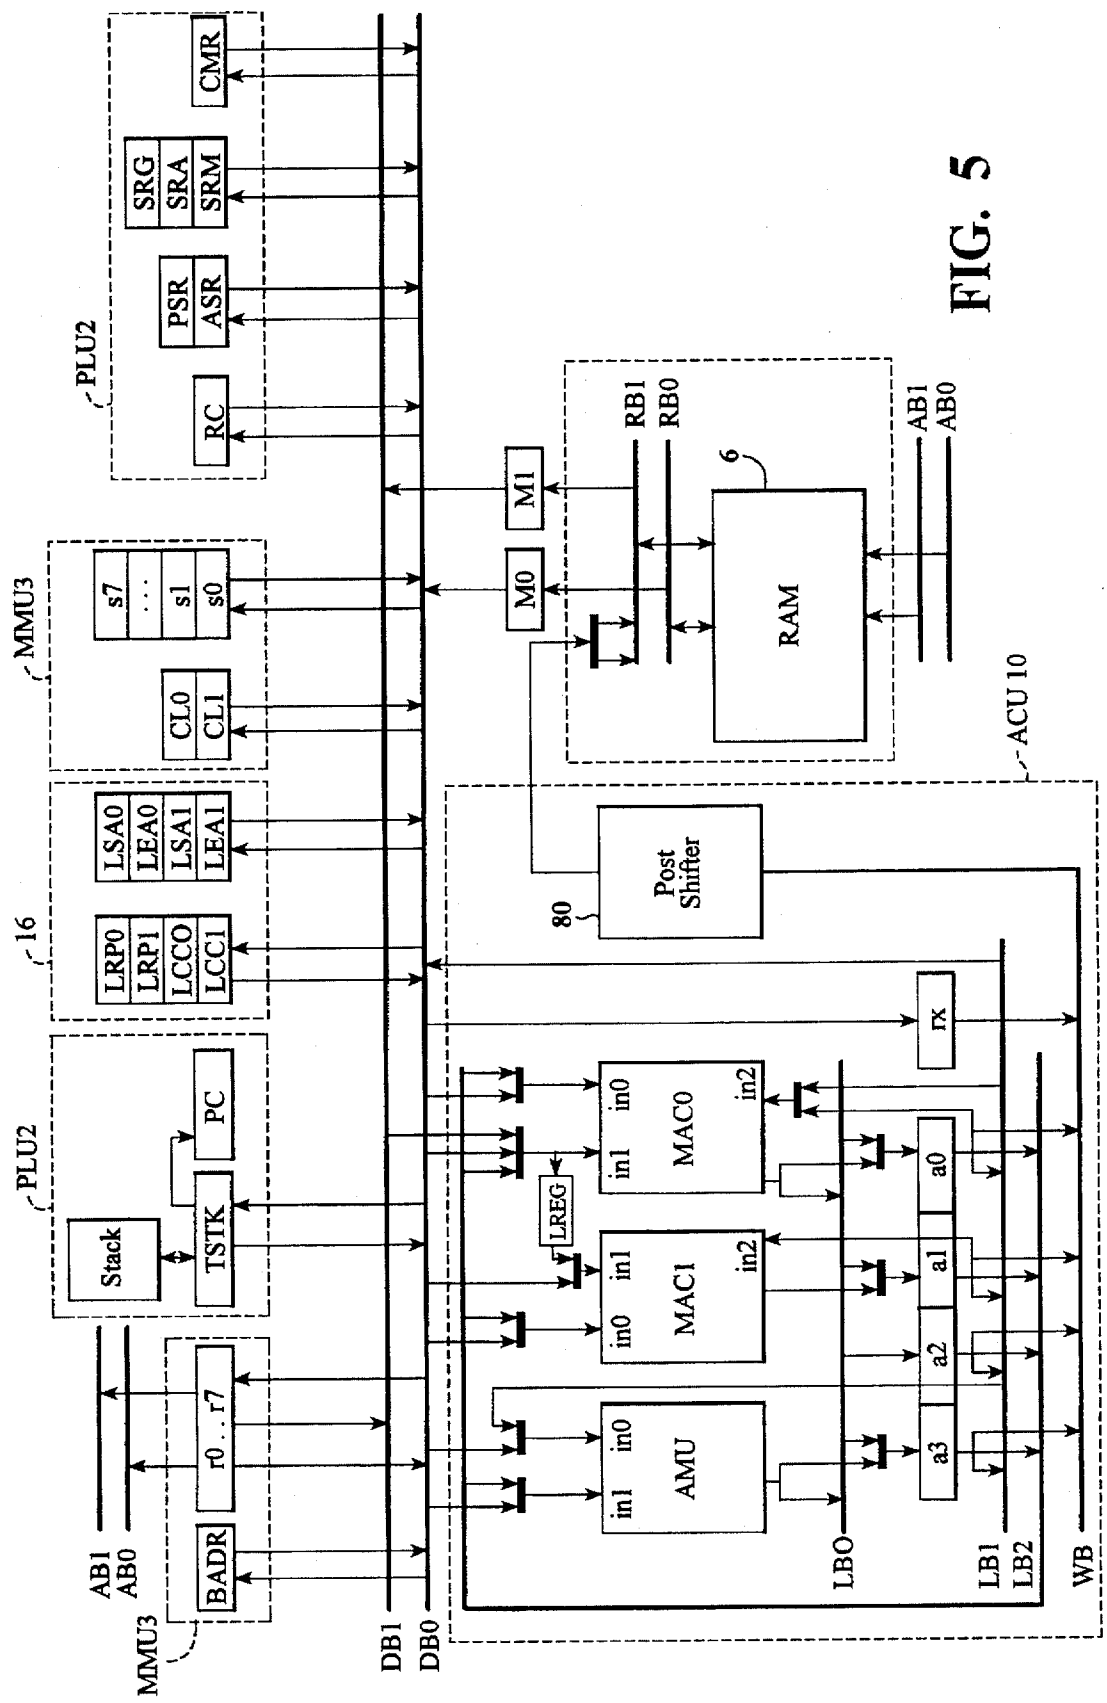 MMU3
BADR
r0 . . r7
AB1
AB0
PLU2
Stack
TSTK
PC
16
LRP0
LRP1
LCCO
LCC1
LSA0
LEA0
LSA1
LEA1
MMU3
CL0
CL1
s7
. . .
s1
s0
PLU2
RC
PSR
ASR
SRG
SRA
SRM
CMR
DB1
DB0
M0
M1
RB1
RB0
6
RAM
AB1
AB0
ACU 10
80
Post
Shifter
LREG
in1
in0
AMU
in0
in1
in2
MAC1
in1
in0
in2
MAC0
LBO
a3
a2
a1
a0
rx
LB1
LB2
WB
FIG. 5